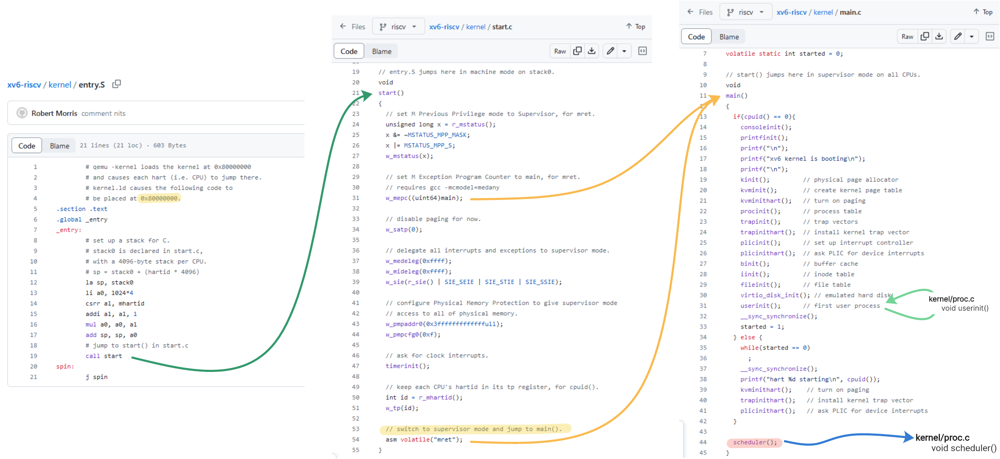 xv6-riscv / kernel / entry.S
Robert Morris comment nits
Code Blame 21 lines (21 loc) · 603 Bytes
1 # qemu -kernel loads the kernel at 0x80000000
2 # and causes each hart (i.e. CPU) to jump there.
3 # kernel.ld causes the following code to
4 # be placed at 0x80000000.
5 .section .text
6 .global _entry
7 _entry:
8 # set up a stack for C.
9 # stack0 is declared in start.c,
10 # with a 4096-byte stack per CPU.
11 # sp = stack0 + (hartid * 4096)
12 la sp, stack0
13 li a0, 1024*4
14 csrr a1, mhartid
15 addi a1, a1, 1
16 mul a0, a0, a1
17 add sp, sp, a0
18 # jump to start() in start.c
19 call start
20 spin:
21 j spin
Files riscv xv6-riscv / kernel / start.c Top
Code Blame Raw
19 // entry.S jumps here in machine mode on stack0.
20 void
21 start()
22 {
23 // set M Previous Privilege mode to Supervisor, for mret.
24 unsigned long x = r_mstatus();
25 x &= ~MSTATUS_MPP_MASK;
26 x |= MSTATUS_MPP_S;
27 w_mstatus(x);
28
29 // set M Exception Program Counter to main, for mret.
30 // requires gcc -mcmodel=medany
31 w_mepc((uint64)main);
32
33 // disable paging for now.
34 w_satp(0);
35
36 // delegate all interrupts and exceptions to supervisor mode.
37 w_medeleg(0xffff);
38 w_mideleg(0xffff);
39 w_sie(r_sie() | SIE_SEIE | SIE_STIE | SIE_SSIE);
40
41 // configure Physical Memory Protection to give supervisor mode
42 // access to all of physical memory.
43 w_pmpaddr0(0x3fffffffffffffull);
44 w_pmpcfg0(0xf);
45
46 // ask for clock interrupts.
47 timerinit();
48
49 // keep each CPU's hartid in its tp register, for cpuid().
50 int id = r_mhartid();
51 w_tp(id);
52
53 // switch to supervisor mode and jump to main().
54 asm volatile("mret");
55 }
Files riscv xv6-riscv / kernel / main.c Top
Code Blame Raw
7 volatile static int started = 0;
8
9 // start() jumps here in supervisor mode on all CPUs.
10 void
11 main()
12 {
13 if(cpuid() == 0){
14 consoleinit();
15 printfinit();
16 printf("\n");
17 printf("xv6 kernel is booting\n");
18 printf("\n");
19 kinit(); // physical page allocator
20 kvminit(); // create kernel page table
21 kvminithart(); // turn on paging
22 procinit(); // process table
23 trapinit(); // trap vectors
24 trapinithart(); // install kernel trap vector
25 plicinit(); // set up interrupt controller
26 plicinithart(); // ask PLIC for device interrupts
27 binit(); // buffer cache
28 iinit(); // inode table
29 fileinit(); // file table
30 virtio_disk_init(); // emulated hard disk
31 userinit(); // first user process
32 __sync_synchronize();
33 started = 1;
34 } else {
35 while(started == 0)
36 ;
37 __sync_synchronize();
38 printf("hart %d starting\n", cpuid());
39 kvminithart(); // turn on paging
40 trapinithart(); // install kernel trap vector
41 plicinithart(); // ask PLIC for device interrupts
42 }
43
44 scheduler();
45 }
kernel/proc.c
void userinit()
kernel/proc.c
void scheduler()